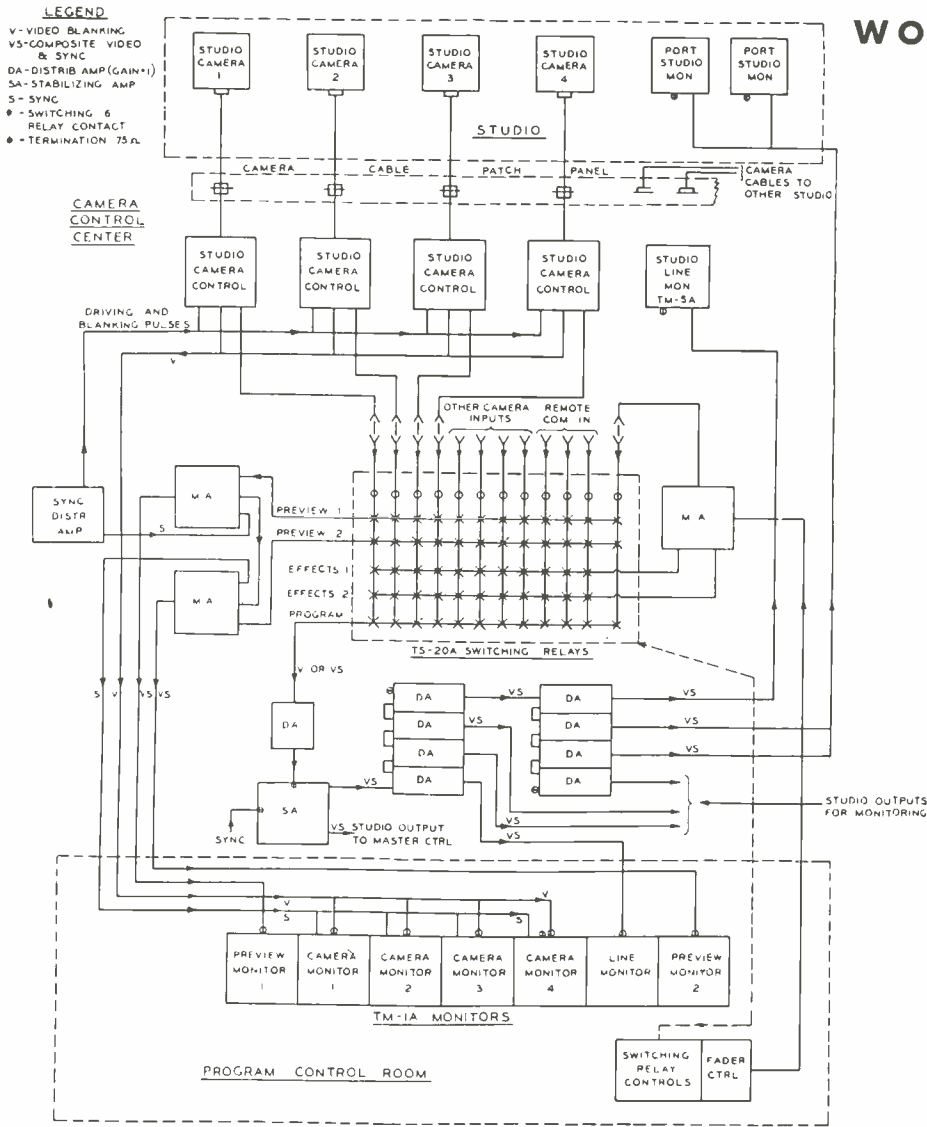 LEGEND
V-VIDEO BLANKING
VS-COMPOSITE VIDEO
& SYNC
DA-DISTRIB AMP (GAIN=1)
SA-STABILIZING AMP
S-SYNC
- SWITCHING 6
RELAY CONTACT
- TERMINATION 75Ω
WO
STUDIO
CAMERA
1
STUDIO
CAMERA
2
STUDIO
CAMERA
3
STUDIO
CAMERA
4
PORT
STUDIO
MON
PORT
STUDIO
MON
STUDIO
CAMERA CABLE PATCH PANEL
CAMERA
CABLES TO
OTHER STUDIO
CAMERA
CONTROL
CENTER
STUDIO
CAMERA
CONTROL
STUDIO
CAMERA
CONTROL
STUDIO
CAMERA
CONTROL
STUDIO
CAMERA
CONTROL
STUDIO
LINE
MON
TM-5A
DRIVING AND
BLANKING PULSES
V
OTHER CAMERA
INPUTS
REMOTE
COM IN
SYNC
DISTR
AMP
S
MA
MA
MA
PREVIEW 1
PREVIEW 2
EFFECTS 1
EFFECTS 2
PROGRAM
TS-20A SWITCHING RELAYS
V OR VS
S V VS VS
DA
SA
SYNC
VS
VS STUDIO OUTPUT
TO MASTER CTRL
DA
DA
DA
DA
VS
VS
VS
VS
VS
DA
DA
DA
DA
VS
VS
VS
STUDIO OUTPUTS
FOR MONITORING
V
V
S
S
PREVIEW
MONITOR
1
CAMERA
MONITOR
1
CAMERA
MONITOR
2
CAMERA
MONITOR
3
CAMERA
MONITOR
4
LINE
MONITOR
PREVIEW
MONITOR
2
TM-1A MONITORS
PROGRAM CONTROL ROOM
SWITCHING
RELAY
CONTROLS
FADER
CTRL